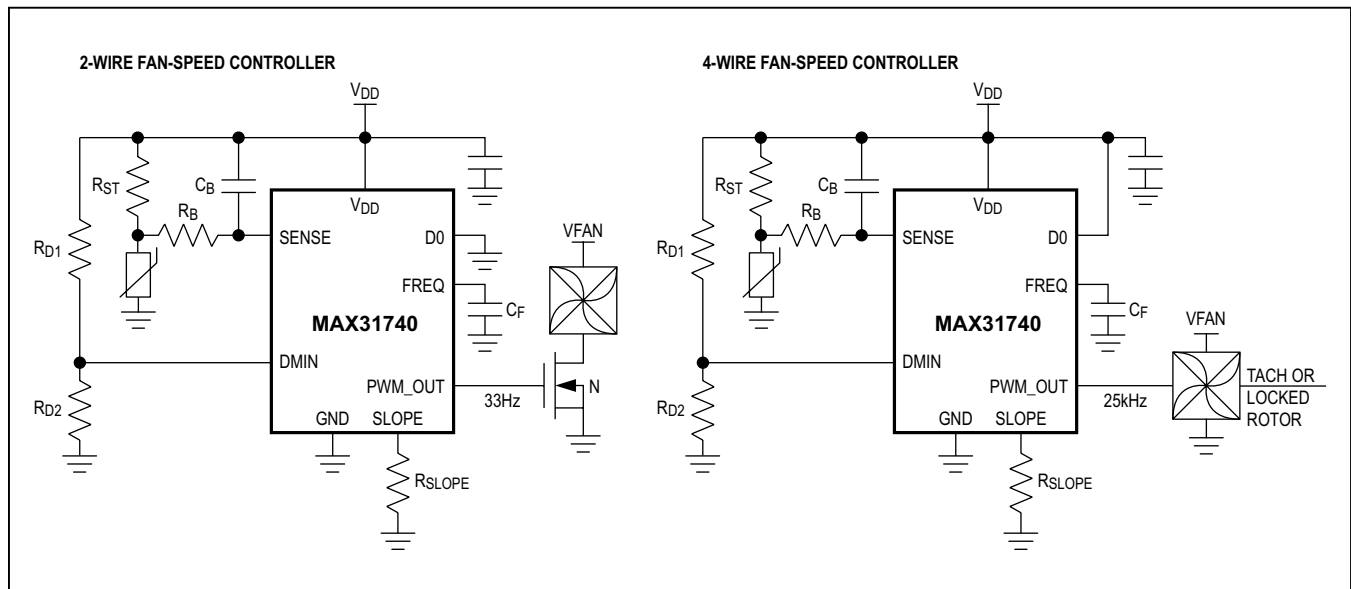 2-WIRE FAN-SPEED CONTROLLER
VDD
RST
CB
RB
VDD
RD1
SENSE
D0
VFAN
FREQ
CF
MAX31740
DMIN
PWM_OUT
33Hz
N
RD2
GND
SLOPE
RSLOPE
4-WIRE FAN-SPEED CONTROLLER
VDD
RST
CB
RB
VDD
RD1
SENSE
D0
FREQ
CF
MAX31740
VFAN
DMIN
PWM_OUT
25kHz
TACH OR
LOCKED
ROTOR
RD2
GND
SLOPE
RSLOPE